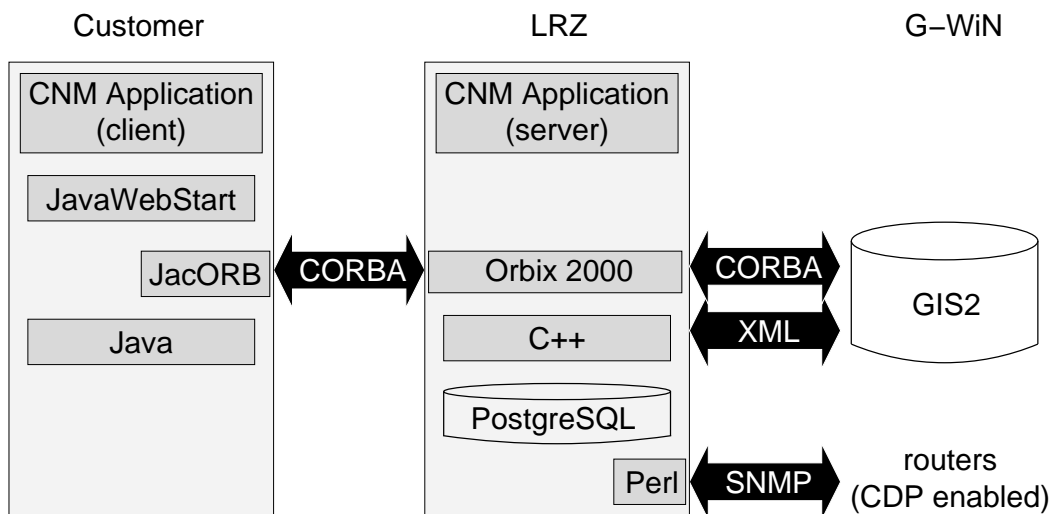 Customer
LRZ
G−WiN
CNM Application
(client)
CNM Application
(server)
JavaWebStart
JacORB
CORBA
Orbix 2000
CORBA
GIS2
Java
C++
XML
PostgreSQL
Perl
SNMP
routers
(CDP enabled)